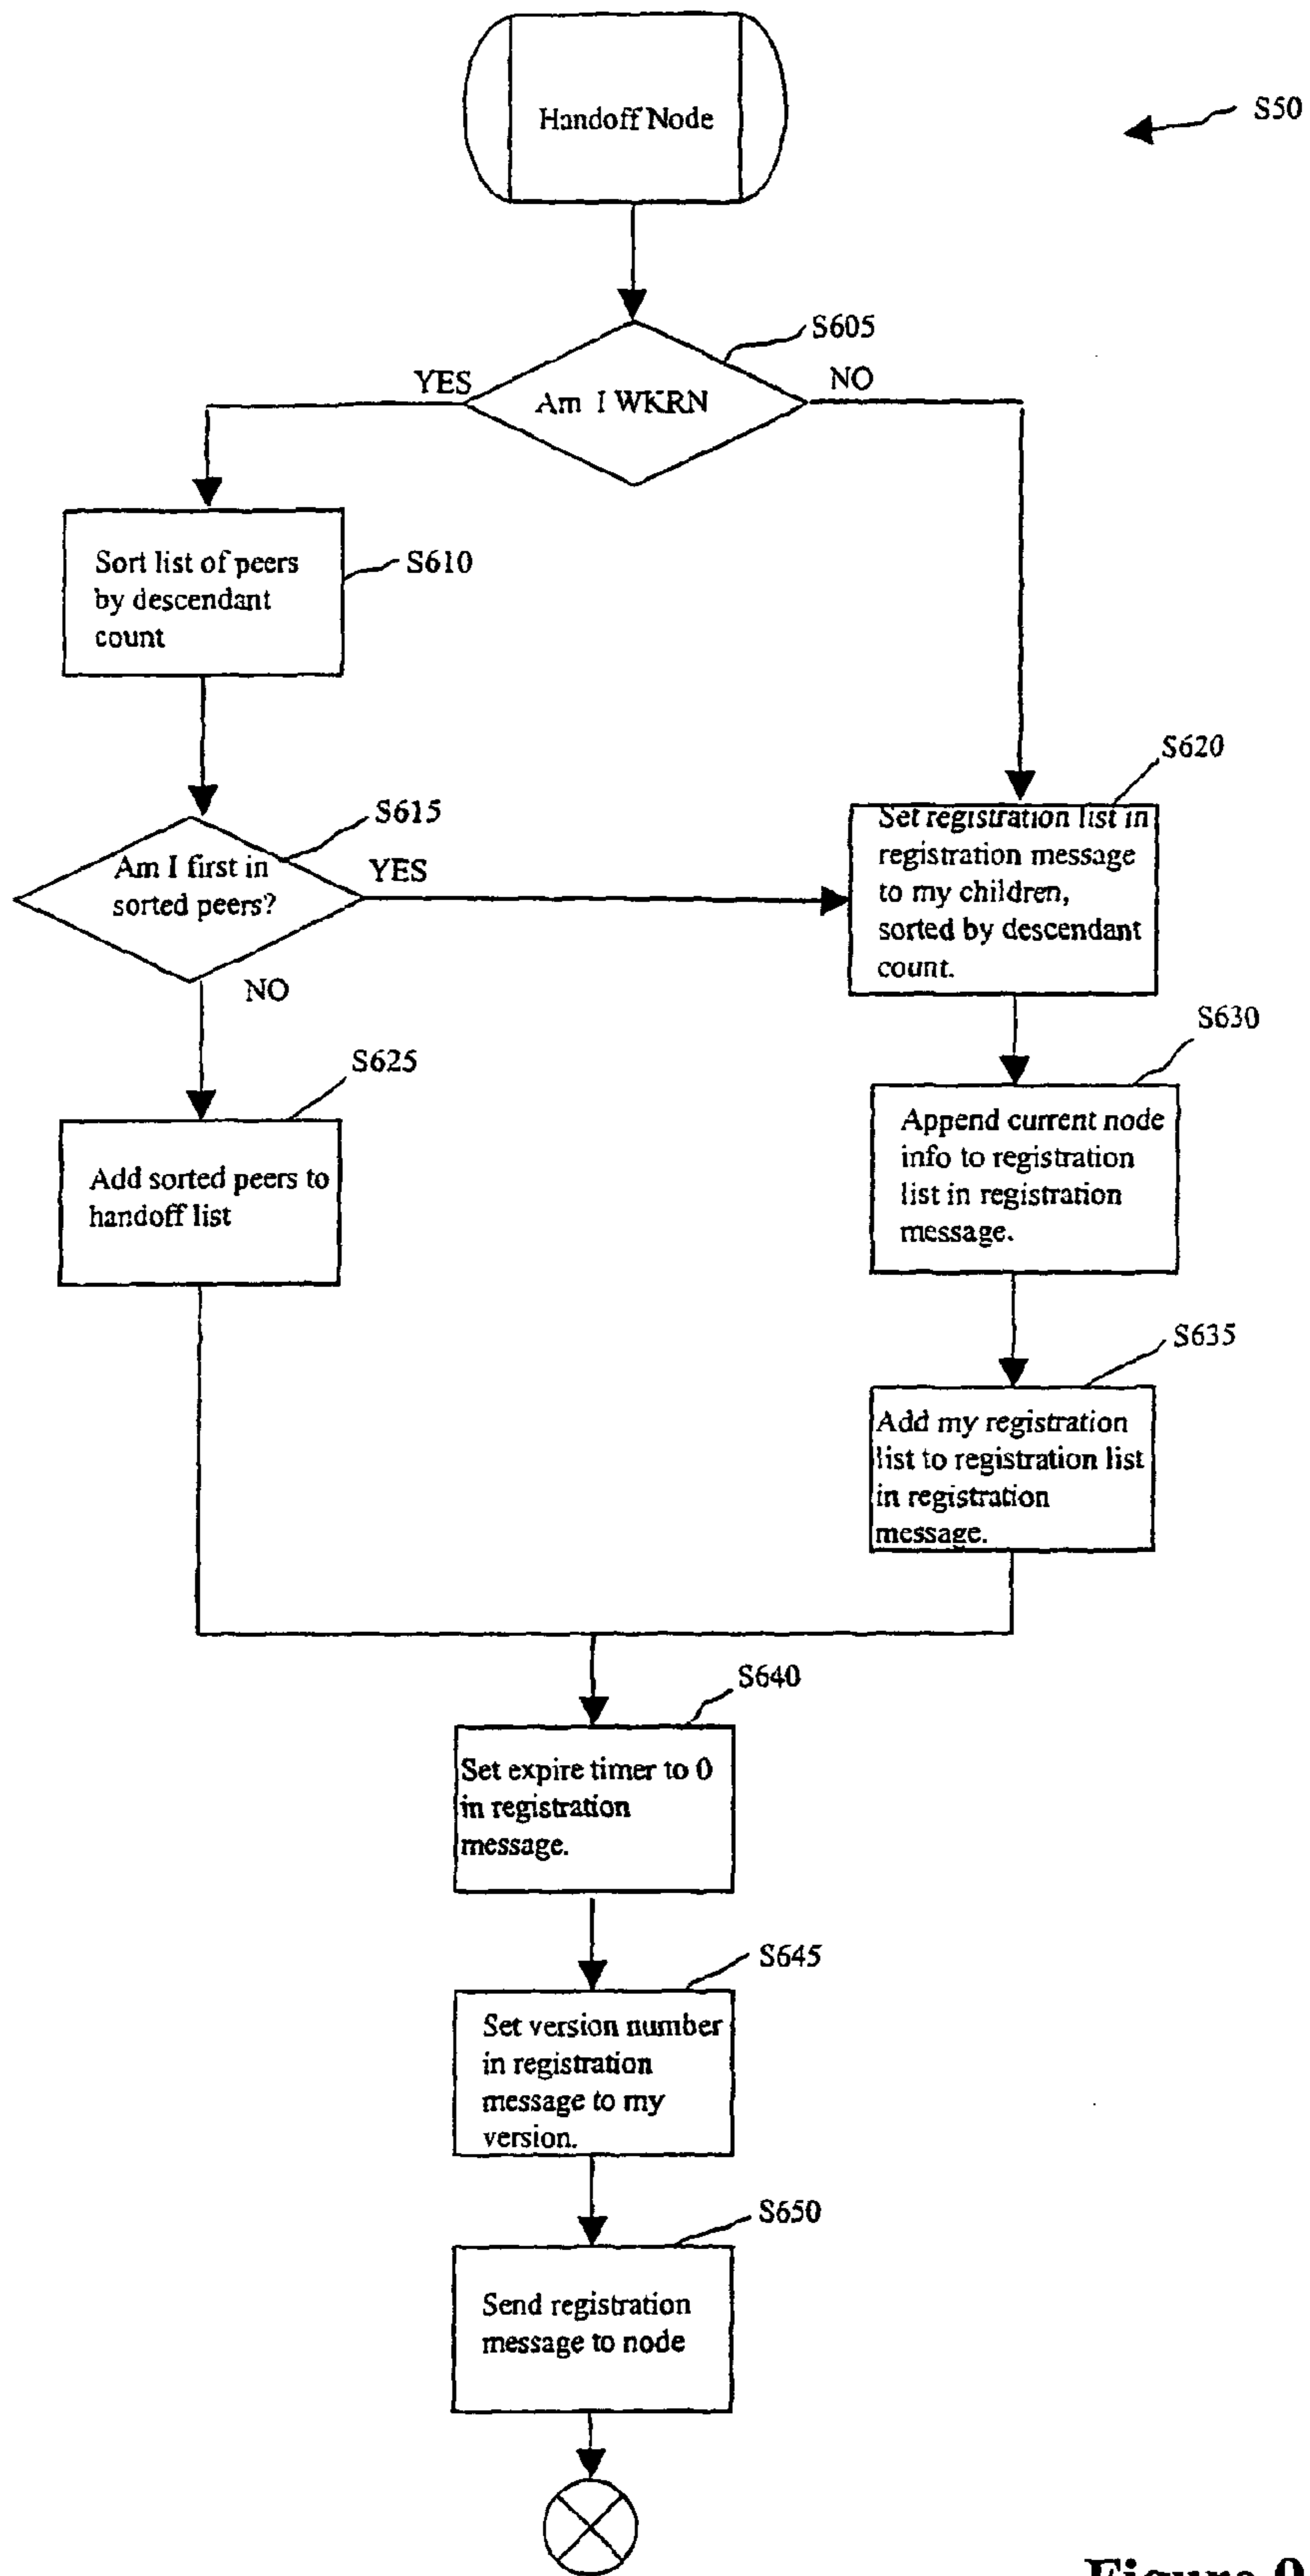 Handoff Node
S50
S605
YES
NO
Am I WKRN
Sort list of peers
by descendant
count
S610
S620
S615
Am I first in
sorted peers?
YES
NO
Set registration list in
registration message
to my children,
sorted by descendant
count.
S630
S625
Append current node
info to registration
list in registration
message.
Add sorted peers to
handoff list
S635
Add my registration
list to registration list
in registration
message.
S640
Set expire timer to 0
in registration
message.
S645
Set version number
in registration
message to my
version.
S650
Send registration
message to node